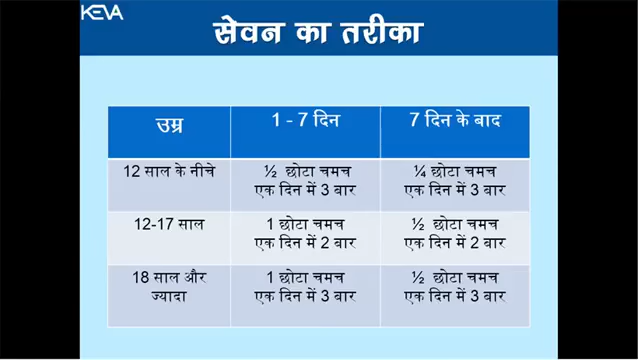 KEVA
सेवन का तरीका
उम्र
1 - 7 दिन
7 दिन के बाद
12 साल के नीचे
½ छोटा चमच
एक दिन में 3 बार
¼ छोटा चमच
एक दिन में 3 बार
12-17 साल
1 छोटा चमच
एक दिन में 2 बार
½ छोटा चमच
एक दिन में 2 बार
18 साल और
ज्यादा
1 छोटा चमच
एक दिन में 3 बार
½ छोटा चमच
एक दिन में 3 बार